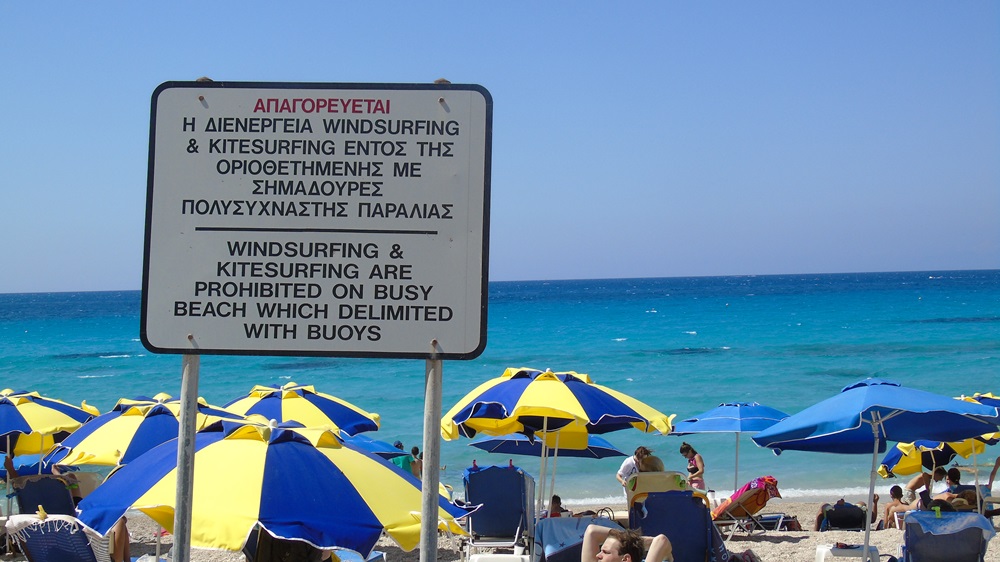 ΑΠΑΓΟΡΕΥΕΤΑΙ
Η ΔΙΕΝΕΡΓΕΙΑ WINDSURFING
& KITESURFING ΕΝΤΟΣ ΤΗΣ
ΟΡΙΟΘΕΤΗΜΕΝΗΣ ΜΕ
ΣΗΜΑΔΟΥΡΕΣ
ΠΟΛΥΣΥΧΝΑΣΤΗΣ ΠΑΡΑΛΙΑΣ
WINDSURFING &
KITESURFING ARE
PROHIBITED ON BUSY
BEACH WHICH DELIMITED
WITH BUOYS